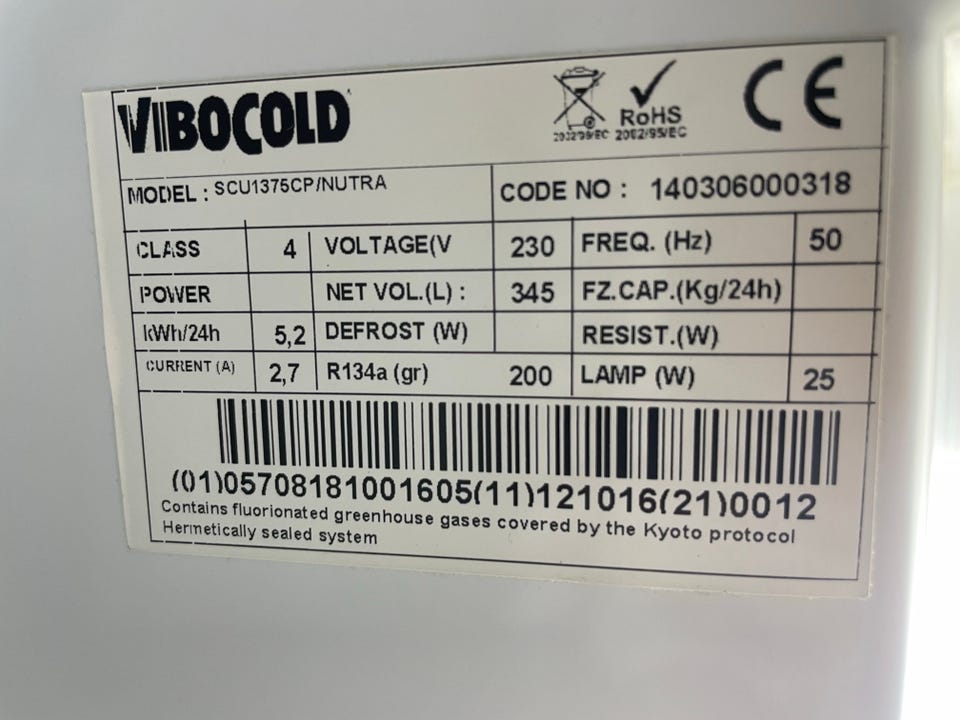 VIBOCOLD
2002/96/EC
RoHS
2002/95/EC
CE
MODEL : SCU1375CP/NUTRA CODE NO : 140306000318
CLASS 4 VOLTAGE(V 230 FREQ. (Hz) 50
POWER NET VOL.(L) : 345 FZ.CAP.(Kg/24h)
kWh/24h 5,2 DEFROST (W) RESIST.(W)
CURRENT (A) 2,7 R134a (gr) 200 LAMP (W) 25
(01)05708181001605(11)121016(21)0012
Contains fluorionated greenhouse gases covered by the Kyoto protocol
Hermetically sealed system